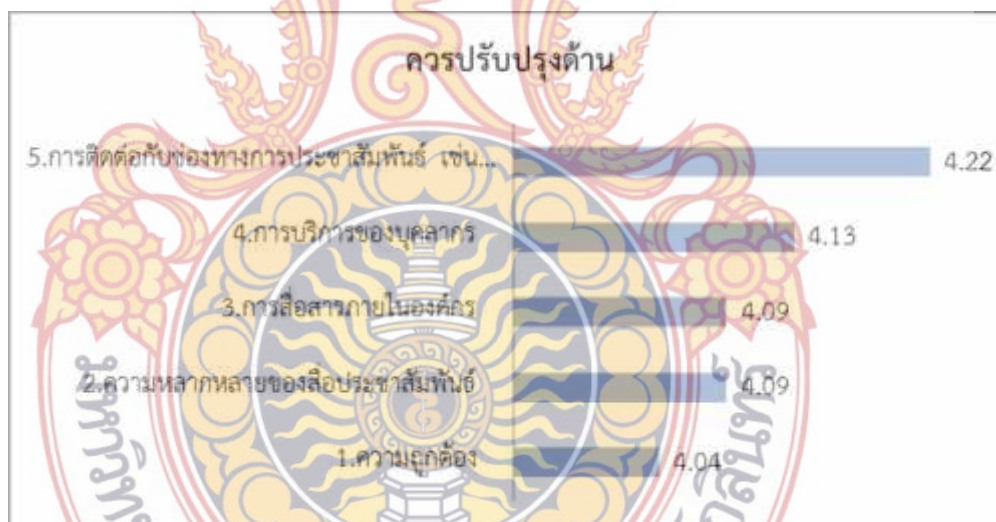 ควรปรับปรุงด้าน
5.การติดต่อกับช่องทางการประชาสัมพันธ์ เช่น...
4.22
4.การบริการของบุคลากร
4.13
3.การสื่อสารภายในองค์กร
4.09
2.ความหลากหลายของสื่อประชาสัมพันธ์
4.09
1.ความถูกต้อง
4.04